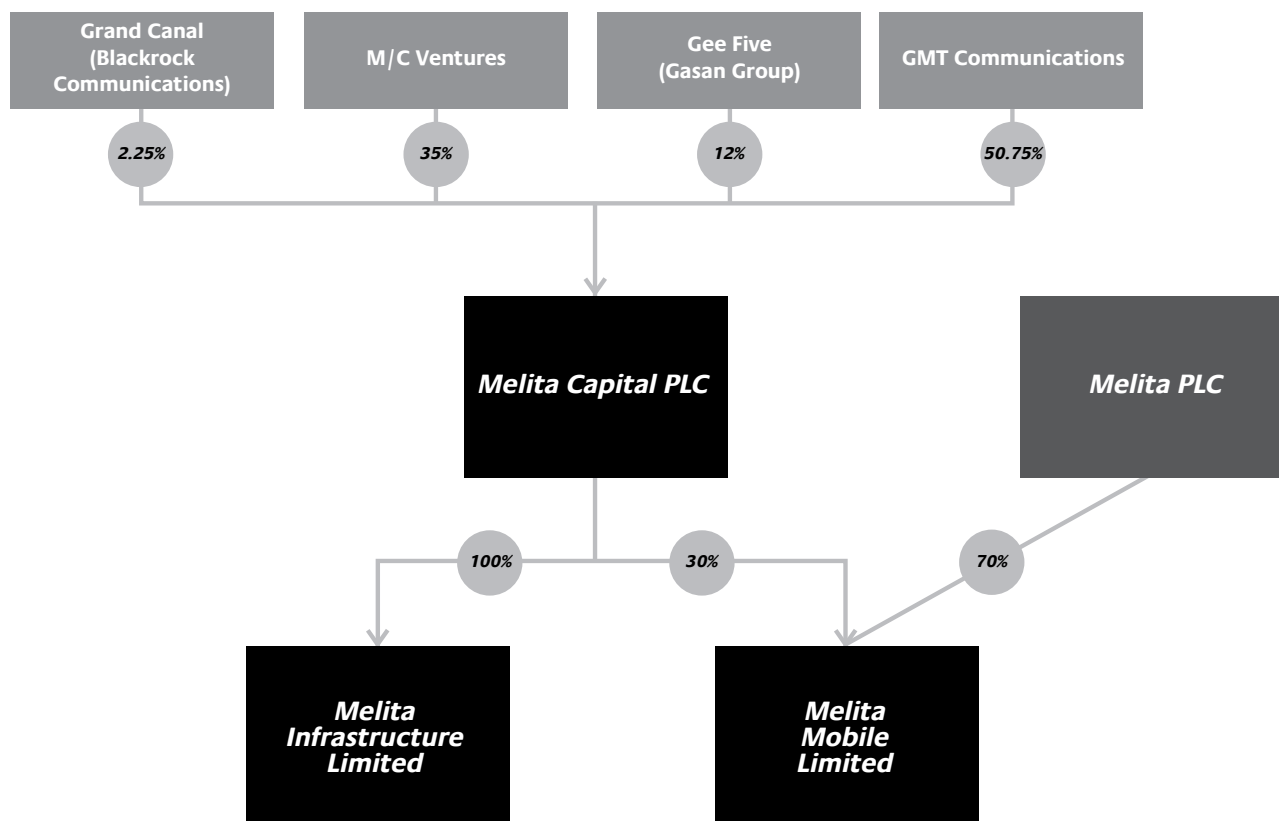 Grand Canal
(Blackrock
Communications)
M/C Ventures
Gee Five
(Gasan Group)
GMT Communications
2.25%
35%
12%
50.75%
Melita Capital PLC
Melita PLC
100%
30%
70%
Melita
Infrastructure
Limited
Melita
Mobile
Limited